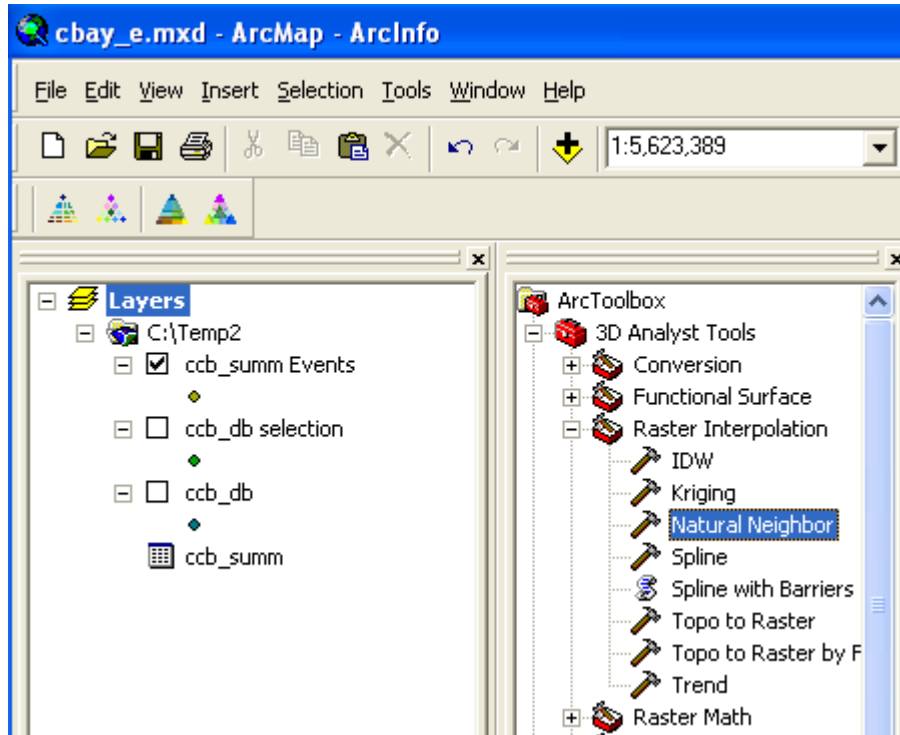 cbay_e.mxd - ArcMap - ArcInfo
File Edit View Insert Selection Tools Window Help
1:5,623,389
Layers
C:\Temp2
ccb_summ Events
ccb_db selection
ccb_db
ccb_summ
ArcToolbox
3D Analyst Tools
Conversion
Functional Surface
Raster Interpolation
IDW
Kriging
Natural Neighbor
Spline
Spline with Barriers
Topo to Raster
Topo to Raster by F
Trend
Raster Math